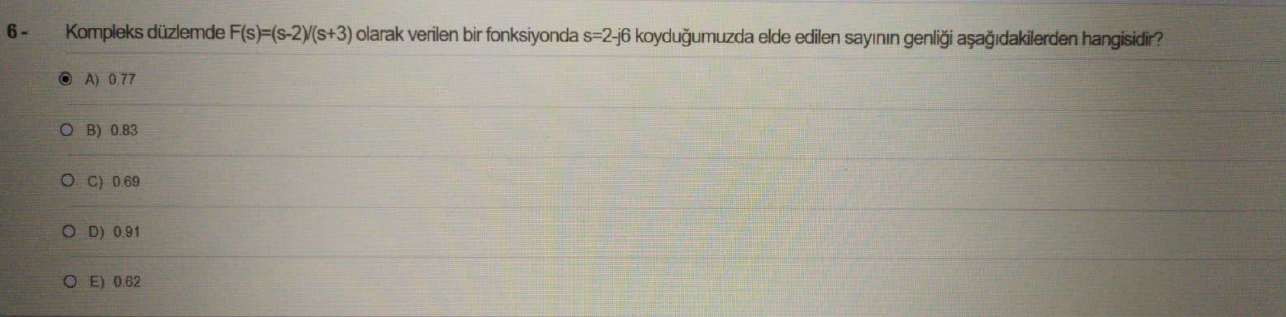 6- Kompleks düzlemde F(s)=(s-2)/(s+3) olarak verilen bir fonksiyonda s=2-j6 koyduğumuzda elde edilen sayının genliği aşağıdakilerden hangisidir?
A) 0.77
B) 0.83
C) 0.69
D) 0.91
E) 0.62